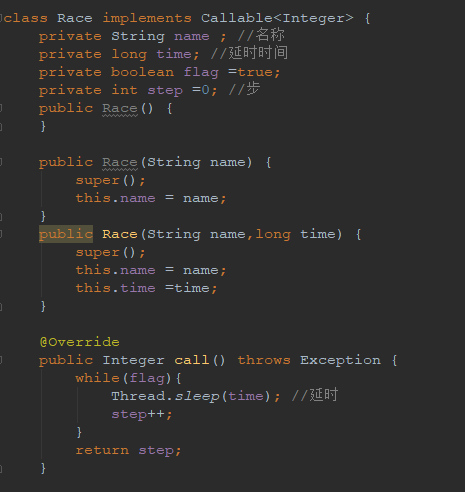 class Race implements Callable<Integer> {
    private String name ; //名称
    private long time; //延时时间
    private boolean flag =true;
    private int step =0; //步
    public Race() {
    }

    public Race(String name) {
        super();
        this.name = name;
    }
    public Race(String name,long time) {
        super();
        this.name = name;
        this.time =time;
    }

    @Override
    public Integer call() throws Exception {
        while(flag){
            Thread.sleep(time); //延时
            step++;
        }
        return step;
    }